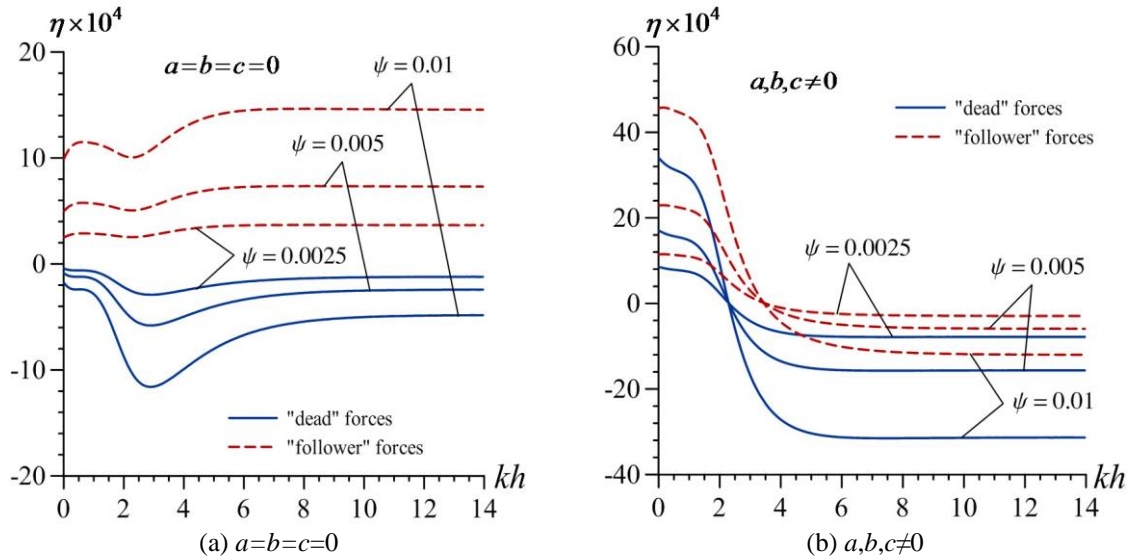 η×10⁴
20
10
0
-10
-20
a=b=c=0
ψ = 0.01
ψ = 0.005
ψ = 0.0025
"dead" forces
"follower" forces
0 2 4 6 8 10 12 14
kh
(a) a=b=c=0
η×10⁴
60
40
20
0
-20
-40
a,b,c≠0
"dead" forces
"follower" forces
ψ = 0.0025
ψ = 0.005
ψ = 0.01
0 2 4 6 8 10 12 14
kh
(b) a,b,c≠0